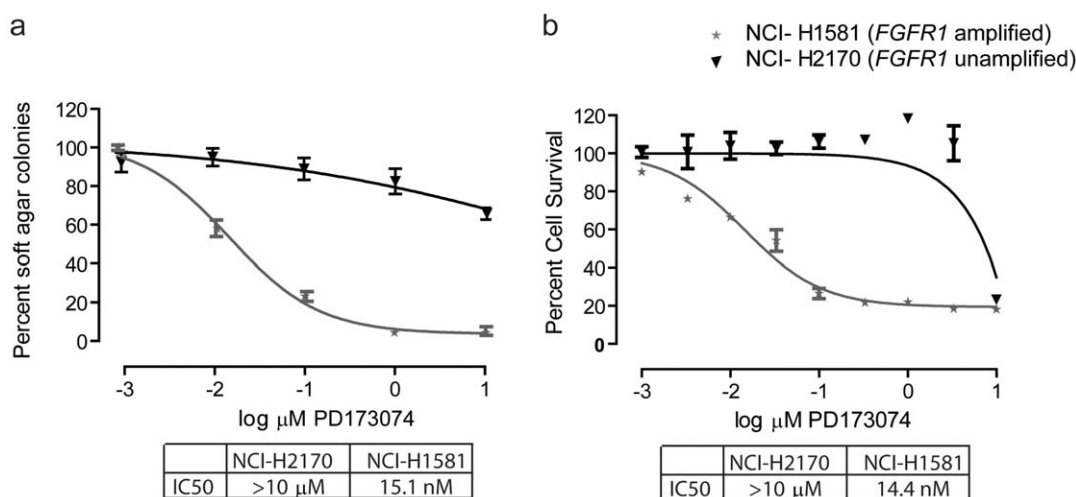 a
b
NCI- H1581 (FGFR1 amplified)
NCI- H2170 (FGFR1 unamplified)
Percent soft agar colonies
120
100
80
60
40
20
0
-3 -2 -1 0 1
log μM PD173074
NCI-H2170 NCI-H1581
IC50 >10 μM 15.1 nM
Percent Cell Survival
120
100
80
60
40
20
0
-3 -2 -1 0 1
log μM PD173074
NCI-H2170 NCI-H1581
IC50 >10 μM 14.4 nM